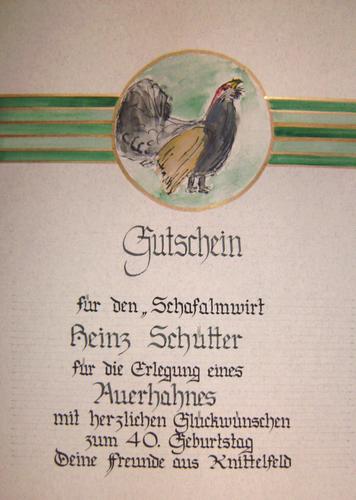 Gutschein
für den „Schafalmwirt
Heinz Schütter
für die Erlegung eines
Auerhahnes
mit herzlichen Glückwünschen
zum 40. Geburtstag
Deine Freunde aus Knittelfeld